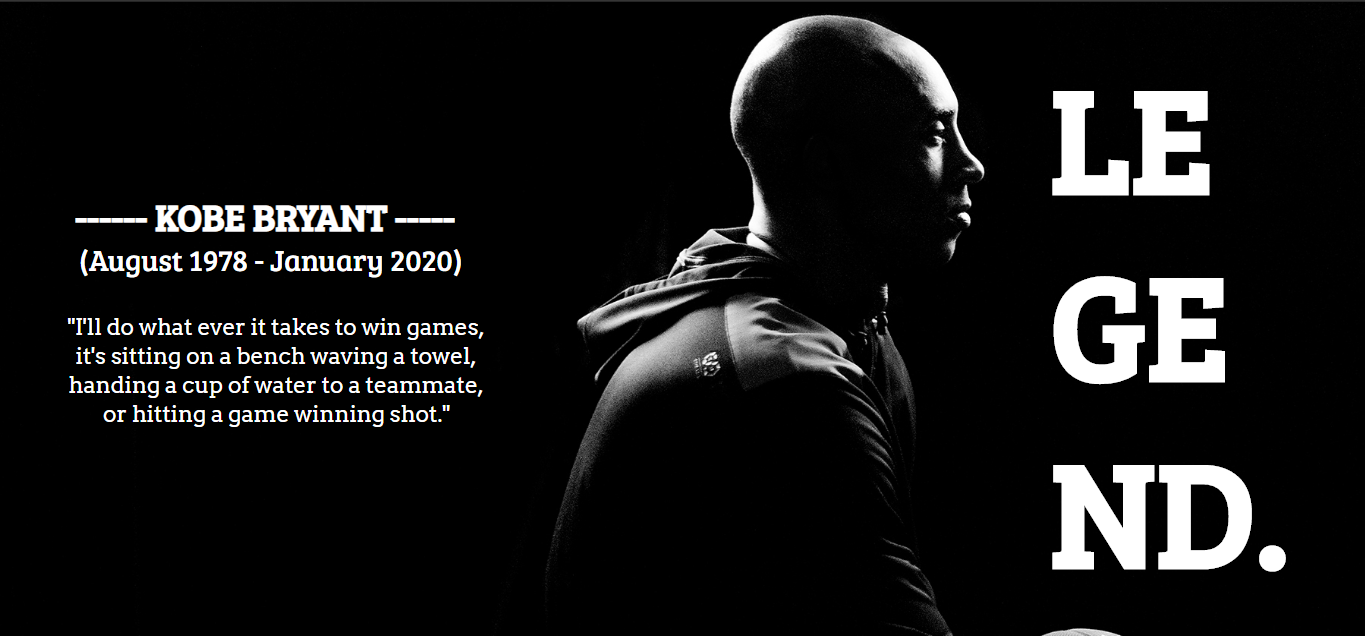 ------ KOBE BRYANT -----
(August 1978 - January 2020)
"I'll do what ever it takes to win games,
it's sitting on a bench waving a towel,
handing a cup of water to a teammate,
or hitting a game winning shot."
LE
GE
ND.